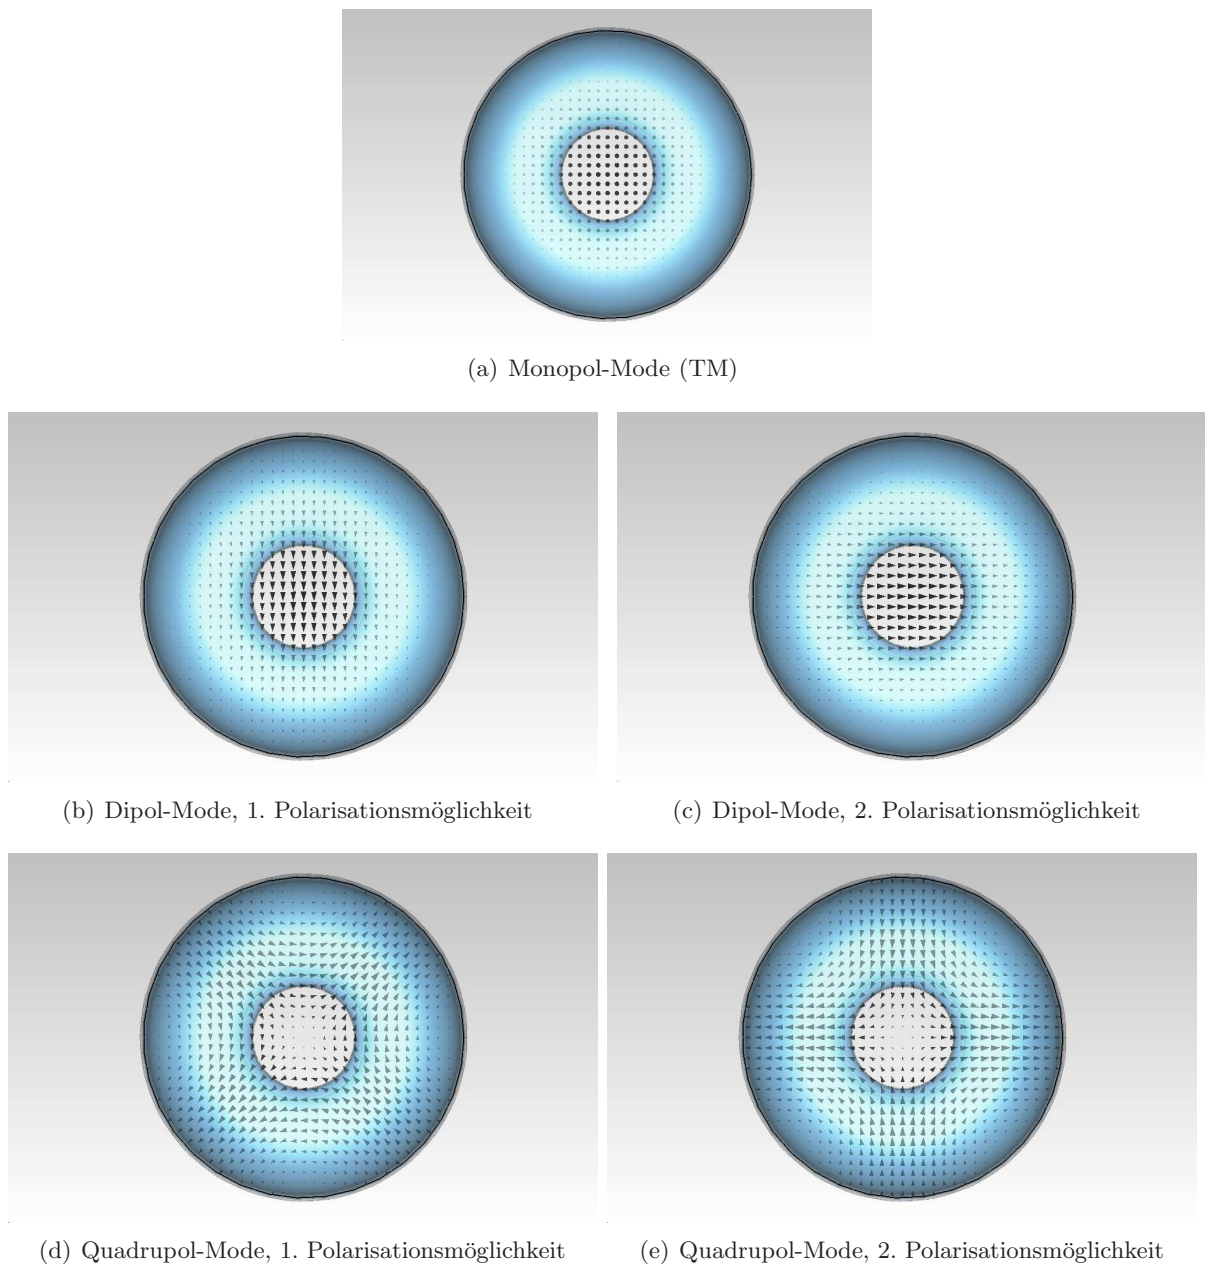 (a) Monopol-Mode (TM)
(b) Dipol-Mode, 1. Polarisationsmöglichkeit
(c) Dipol-Mode, 2. Polarisationsmöglichkeit
(d) Quadrupol-Mode, 1. Polarisationsmöglichkeit
(e) Quadrupol-Mode, 2. Polarisationsmöglichkeit